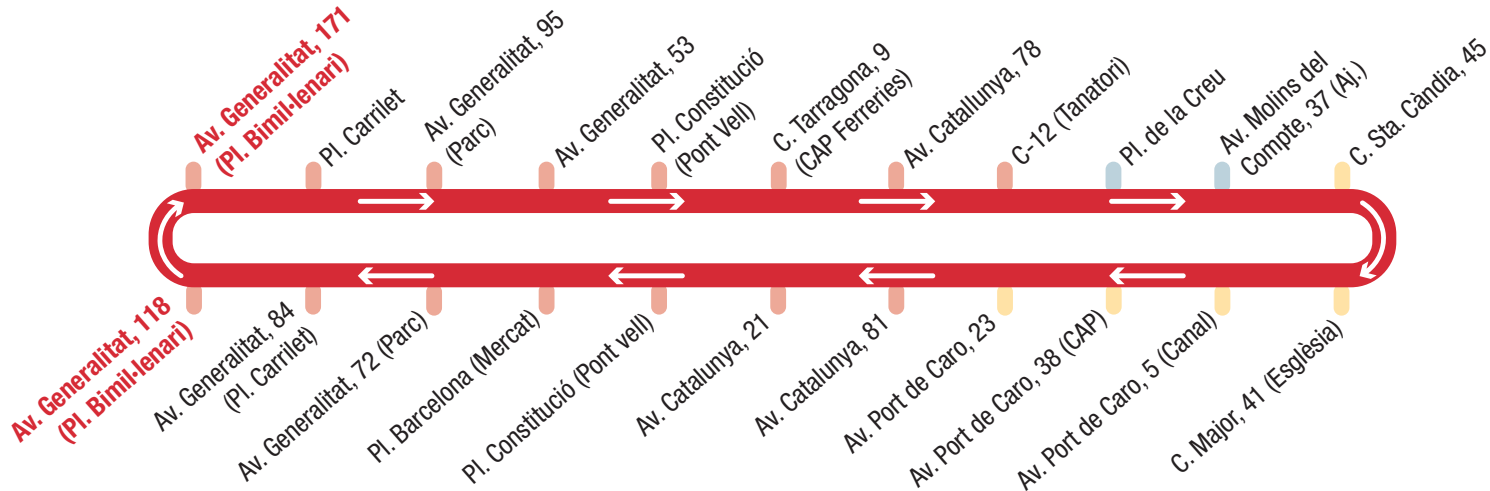 Av. Generalitat, 171
(Pl. Bimil·lenari)
Pl. Carrilet
Av. Generalitat, 95
(Parc)
Av. Generalitat, 53
Pl. Constitució
(Pont Vell)
C. Tarragona, 9
(CAP Ferreries)
Av. Catallunya, 78
C-12 (Tanatori)
Pl. de la Creu
Av. Molins del
Compte, 37 (Aj,)
C. Sta. Càndia, 45
Av. Generalitat, 118
(Pl. Bimil·lenari)
Av. Generalitat, 84
(Pl. Carrilet)
Av. Generalitat, 72 (Parc)
Pl. Barcelona (Mercat)
Pl. Constitució (Pont vell)
Av. Catalunya, 21
Av. Catalunya, 81
Av. Port de Caro, 23
Av. Port de Caro, 38 (CAP)
Av. Port de Caro, 5 (Canal)
C. Major, 41 (Esglèsia)